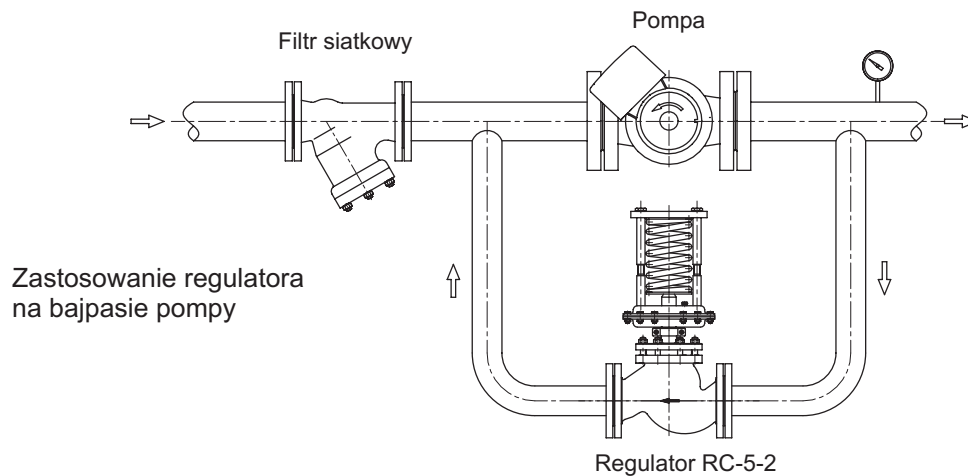 Pompa
Filtr siatkowy
Zastosowanie regulatora
na bajpasie pompy
Regulator RC-5-2